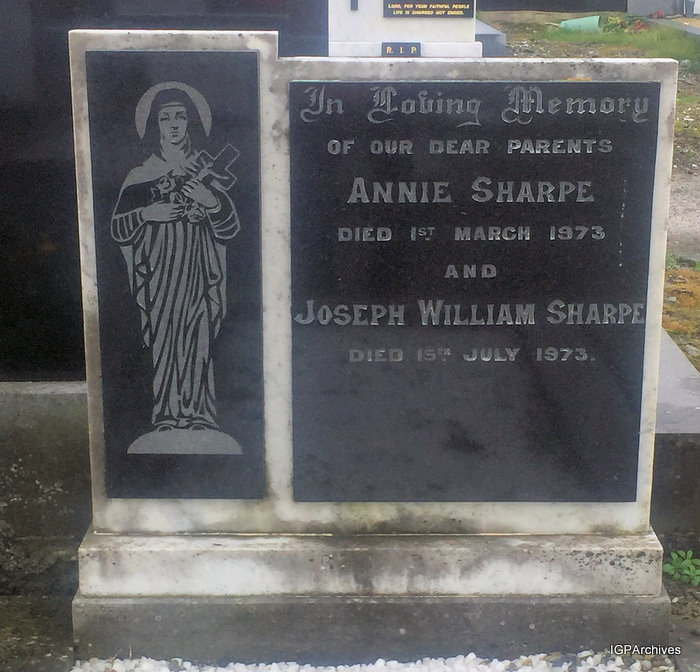 LORD, FOR YOUR FAITHFUL PEOPLE
LIFE IS CHANGED NOT ENDED.
R. I. P.
In Loving Memory
OF OUR DEAR PARENTS
ANNIE SHARPE
DIED 1ST MARCH 1973
AND
JOSEPH WILLIAM SHARPE
DIED 15TH JULY 1973.
IGPArchives